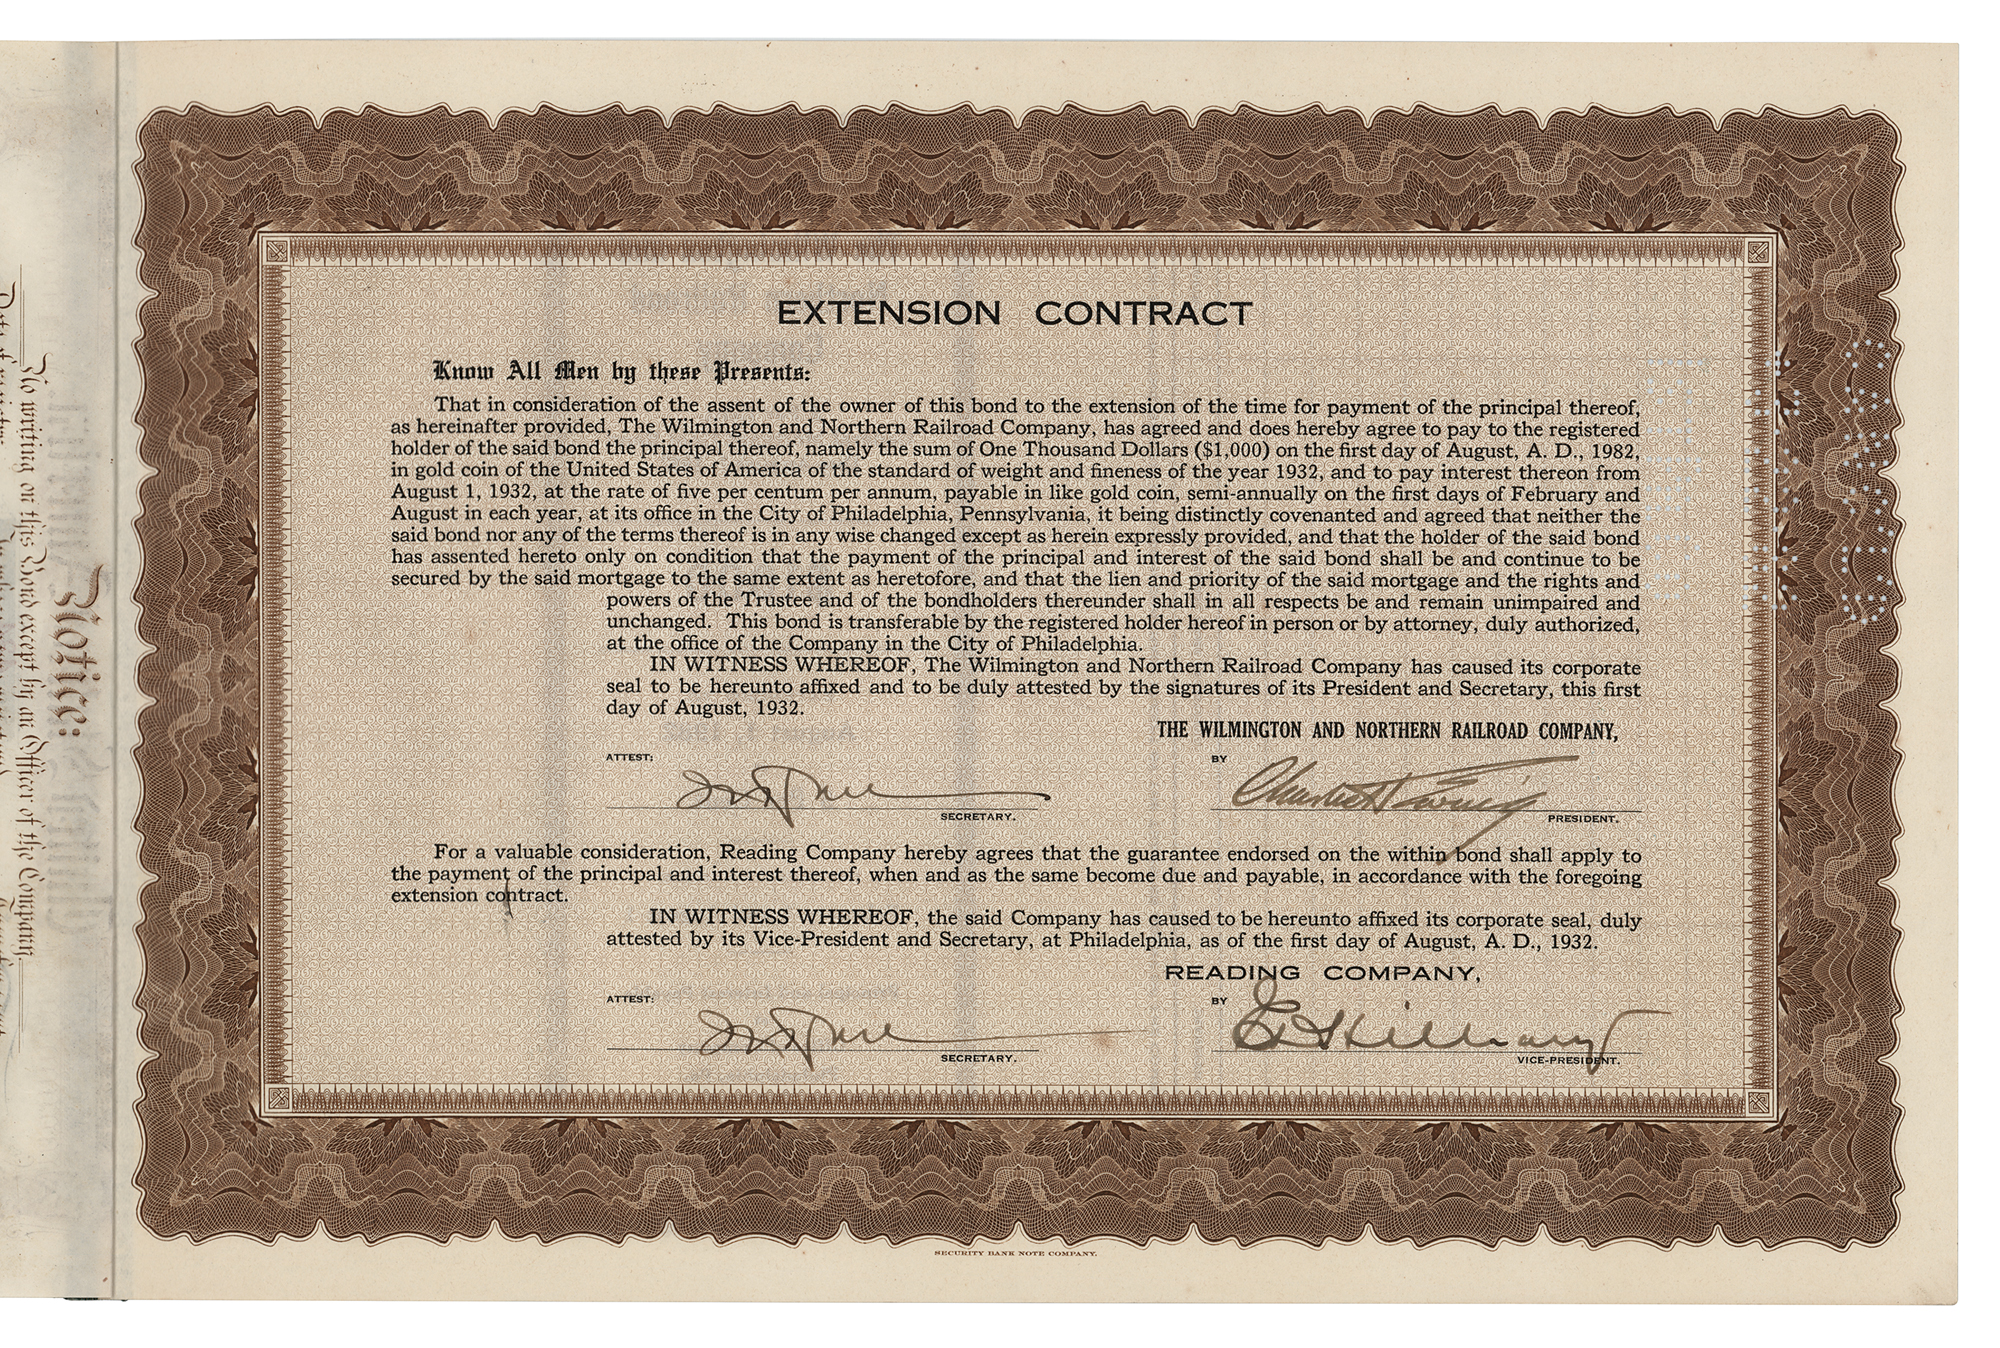 EXTENSION CONTRACT
Know All Men by these Presents:
That in consideration of the assent of the owner of this bond to the extension of the time for payment of the principal thereof,
as hereinafter provided, The Wilmington and Northern Railroad Company, has agreed and does hereby agree to pay to the registered
holder of the said bond the principal thereof, namely the sum of One Thousand Dollars ($1,000) on the first day of August, A. D., 1982,
in gold coin of the United States of America of the standard of weight and fineness of the year 1932, and to pay interest thereon from
August 1, 1932, at the rate of five per centum per annum, payable in like gold coin, semi-annually on the first days of February and
August in each year, at its office in the City of Philadelphia, Pennsylvania, it being distinctly covenanted and agreed that neither the
said bond nor any of the terms thereof is in any wise changed except as herein expressly provided, and that the holder of the said bond
has assented hereto only on condition that the payment of the principal and interest of the said bond shall be and continue to be
secured by the said mortgage to the same extent as heretofore, and that the lien and priority of the said mortgage and the rights and
powers of the Trustee and of the bondholders thereunder shall in all respects be and remain unimpaired and
unchanged. This bond is transferable by the registered holder hereof in person or by attorney, duly authorized,
at the office of the Company in the City of Philadelphia.
IN WITNESS WHEREOF, The Wilmington and Northern Railroad Company has caused its corporate
seal to be hereunto affixed and to be duly attested by the signatures of its President and Secretary, this first
day of August, 1932.
THE WILMINGTON AND NORTHERN RAILROAD COMPANY,
ATTEST:
BY
SECRETARY.
PRESIDENT.
For a valuable consideration, Reading Company hereby agrees that the guarantee endorsed on the within bond shall apply to
the payment of the principal and interest thereof, when and as the same become due and payable, in accordance with the foregoing
extension contract.
IN WITNESS WHEREOF, the said Company has caused to be hereunto affixed its corporate seal, duly
attested by its Vice-President and Secretary, at Philadelphia, as of the first day of August, A. D., 1932.
READING COMPANY,
ATTEST:
BY
SECRETARY.
VICE-PRESIDENT.
SECURITY BANK NOTE COMPANY.
Notice:
No writing on this Bond except by an Officer of the Company